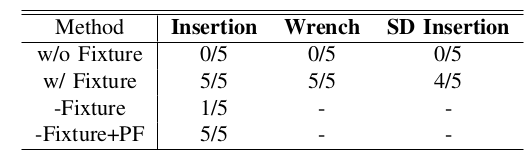 Method Insertion Wrench SD Insertion
w/o Fixture 0/5 0/5 0/5
w/ Fixture 5/5 5/5 4/5
-Fixture 1/5 - -
-Fixture+PF 5/5 - -